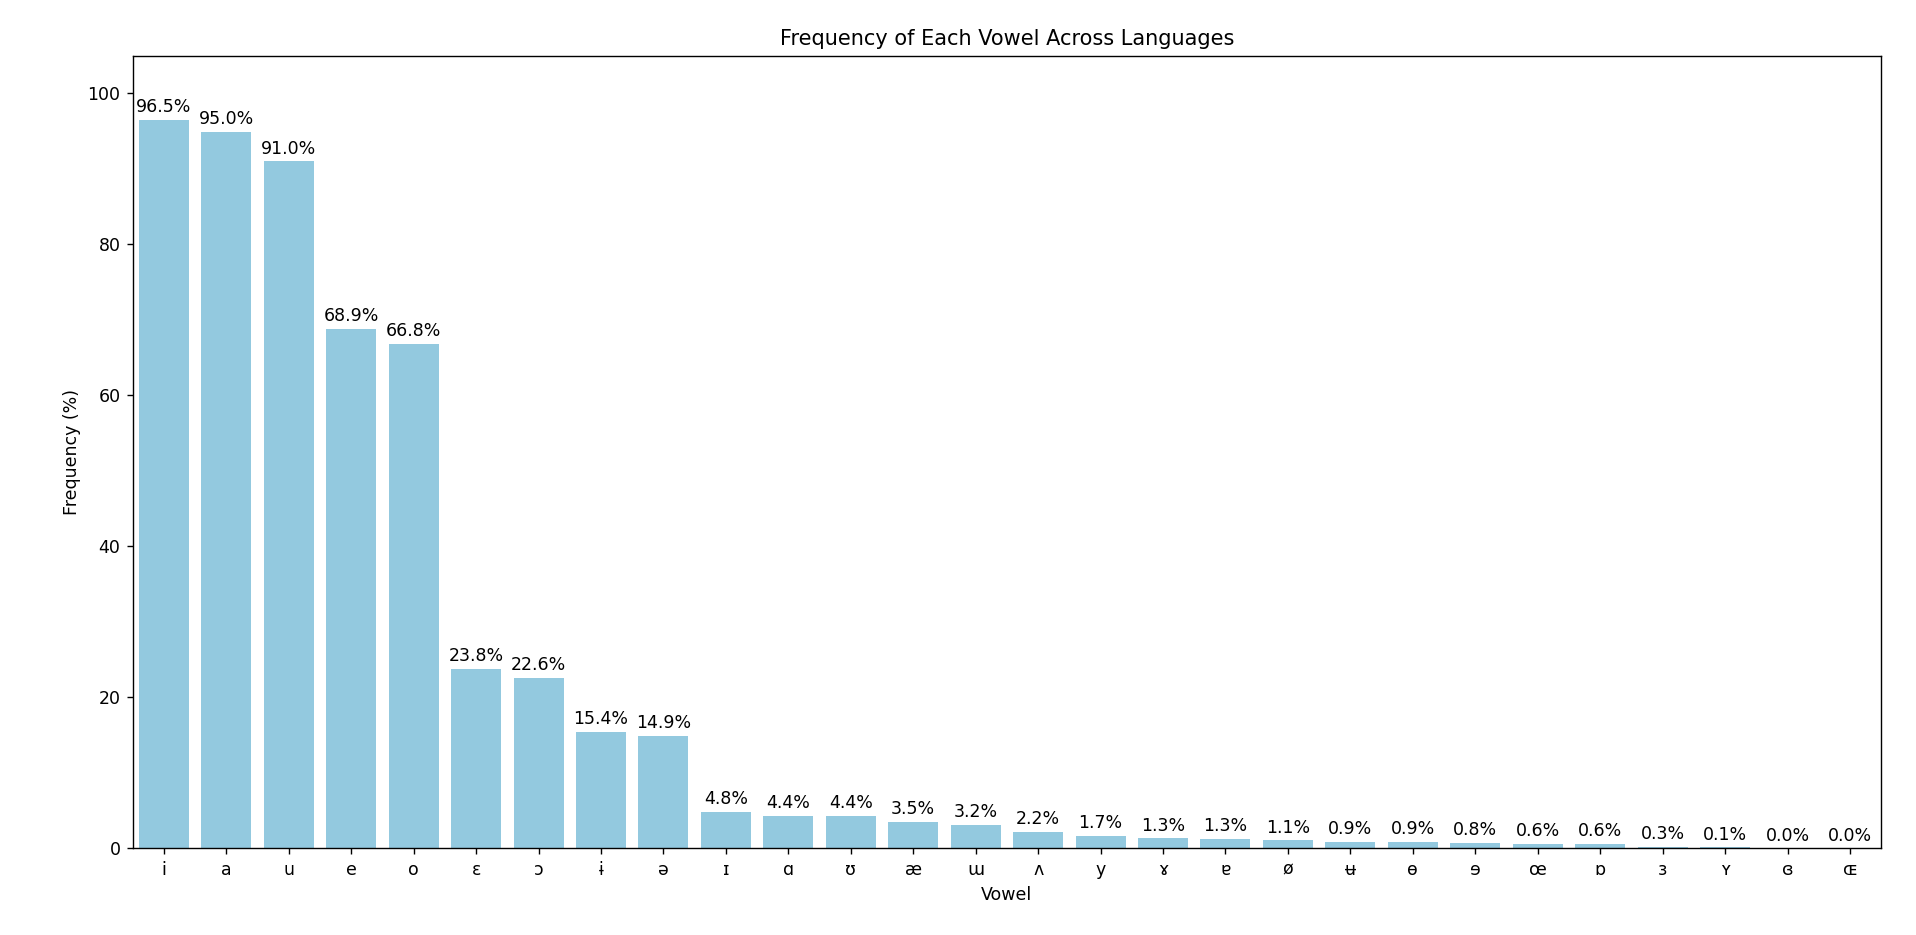 Frequency of Each Vowel Across Languages
Frequency (%)
100
80
60
40
20
0
96.5% 95.0% 91.0% 68.9% 66.8% 23.8% 22.6% 15.4% 14.9% 4.8% 4.4% 4.4% 3.5% 3.2% 2.2% 1.7% 1.3% 1.3% 1.1% 0.9% 0.9% 0.8% 0.6% 0.6% 0.3% 0.1% 0.0% 0.0%
i a u e o ɛ ɔ ɨ ə ɪ ɑ ʊ æ ɯ ʌ y ɤ ɐ ø ʉ ɵ ɘ œ ɒ ɜ ʏ ɞ ɶ
Vowel